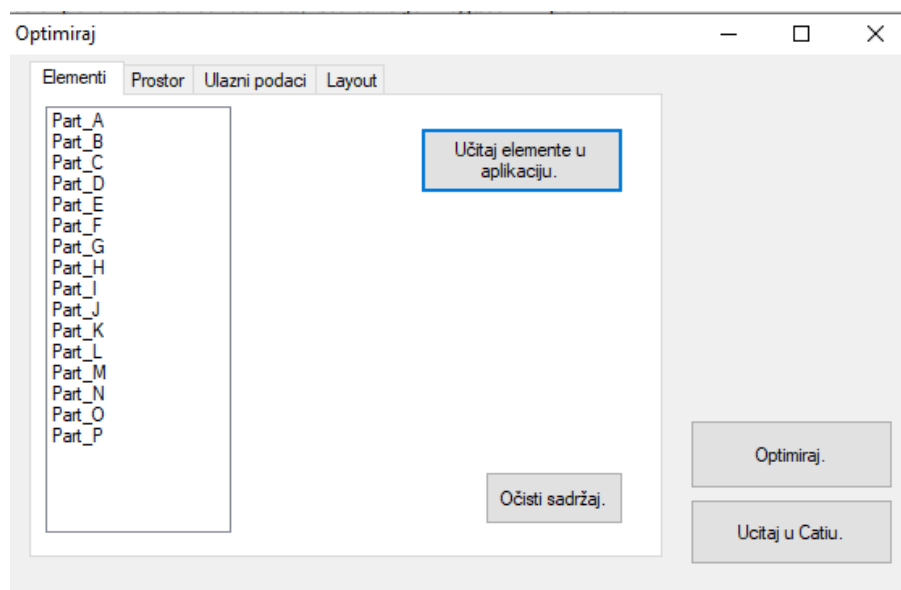 Optimiraj
Elementi Prostor Ulazni podaci Layout
Part_A
Part_B
Part_C
Part_D
Part_E
Part_F
Part_G
Part_H
Part_I
Part_J
Part_K
Part_L
Part_M
Part_N
Part_O
Part_P
Učitaj elemente u
aplikaciju.
Očisti sadržaj.
Optimiraj.
Ucitaj u Catiu.